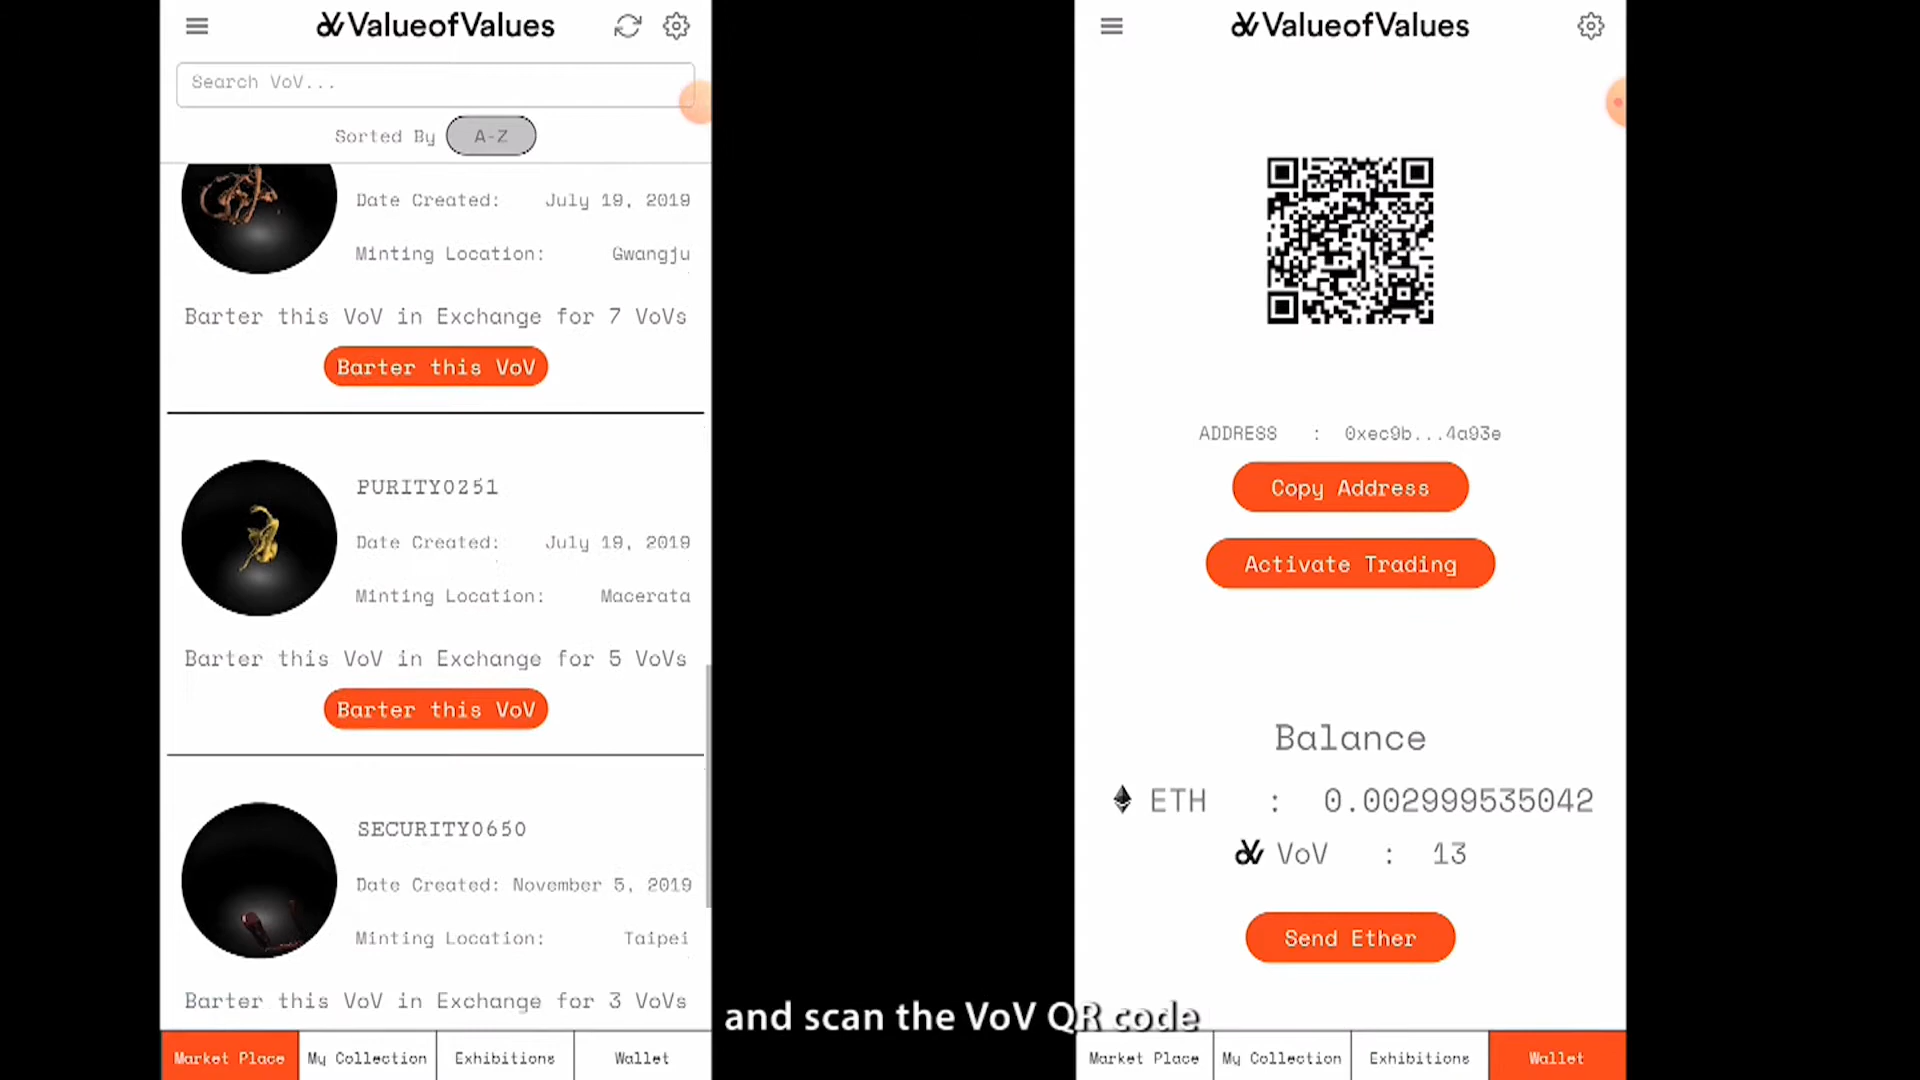 ValueofValues
Search VoV...
Sorted By A-Z
Date Created: July 19, 2019
Minting Location: Gwangju
Barter this VoV in Exchange for 7 VoVs
Barter this VoV
PURITY0251
Date Created: July 19, 2019
Minting Location: Macerata
Barter this VoV in Exchange for 5 VoVs
Barter this VoV
SECURITY0650
Date Created: November 5, 2019
Minting Location: Taipei
Barter this VoV in Exchange for 3 VoVs
Market Place My Collection Exhibitions Wallet
ValueofValues
ADDRESS : 0xec9b...4a93e
Copy Address
Activate Trading
Balance
ETH : 0.002999535042
VoV : 13
Send Ether
Market Place My Collection Exhibitions Wallet
and scan the VoV QR code